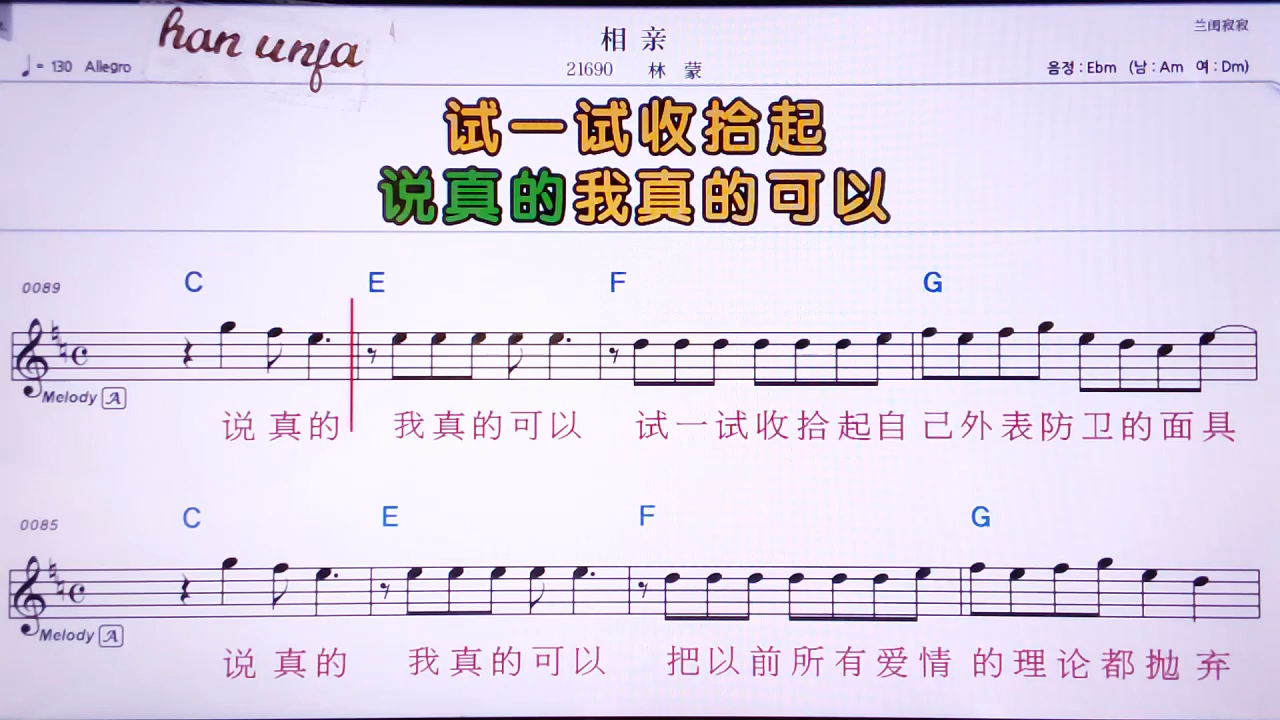 han unfa
相亲
兰闺寂寂
♩= 130 Allegro
21690 林蒙
음정 : Ebm (남 : Am 여 : Dm)
试一试收拾起
说真的我真的可以
C E F G
0089
Melody A
说真的 我真的可以 试一试收拾起自己外表防卫的面具
C E F G
0085
Melody A
说真的 我真的可以 把以前所有爱情的理论都抛弃